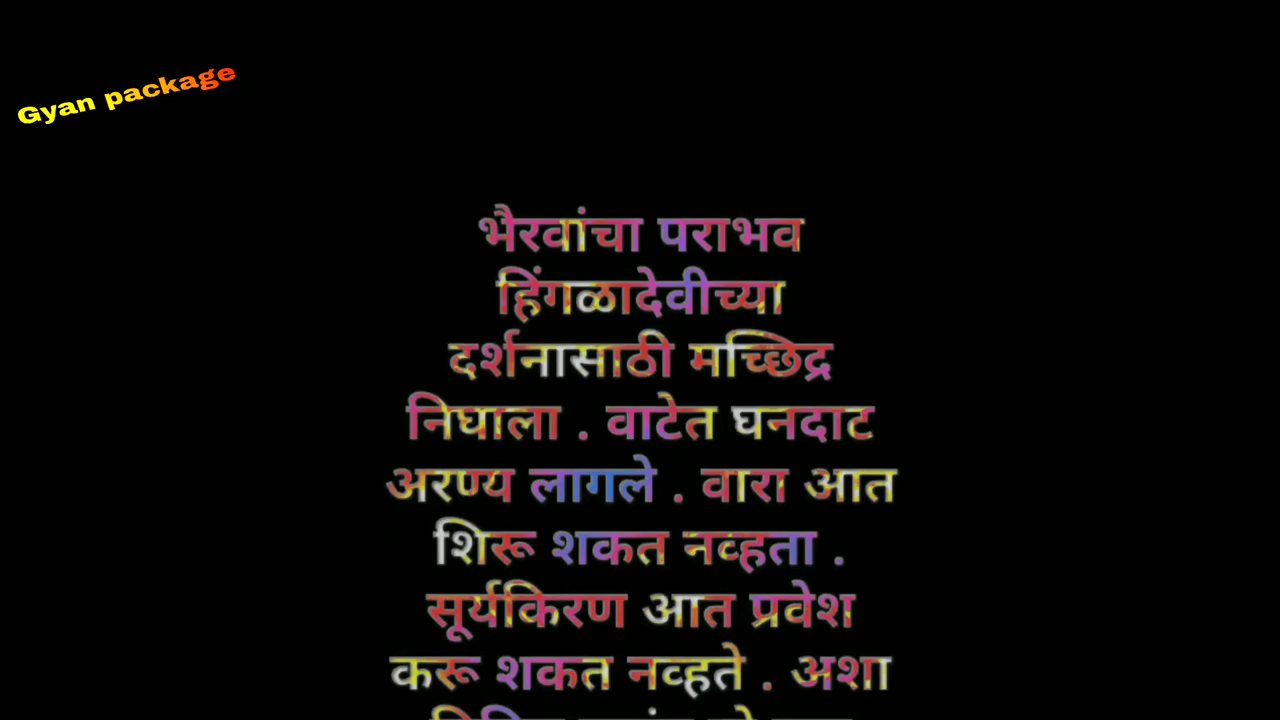 Gyan package
भैरवांचा पराभव
हिंगळादेवीच्या
दर्शनासाठी मच्छिद्र
निघाला . वाटेत घनदाट
अरण्य लागले . वारा आत
शिरू शकत नव्हता .
सूर्यकिरण आत प्रवेश
करू शकत नव्हते . अशा